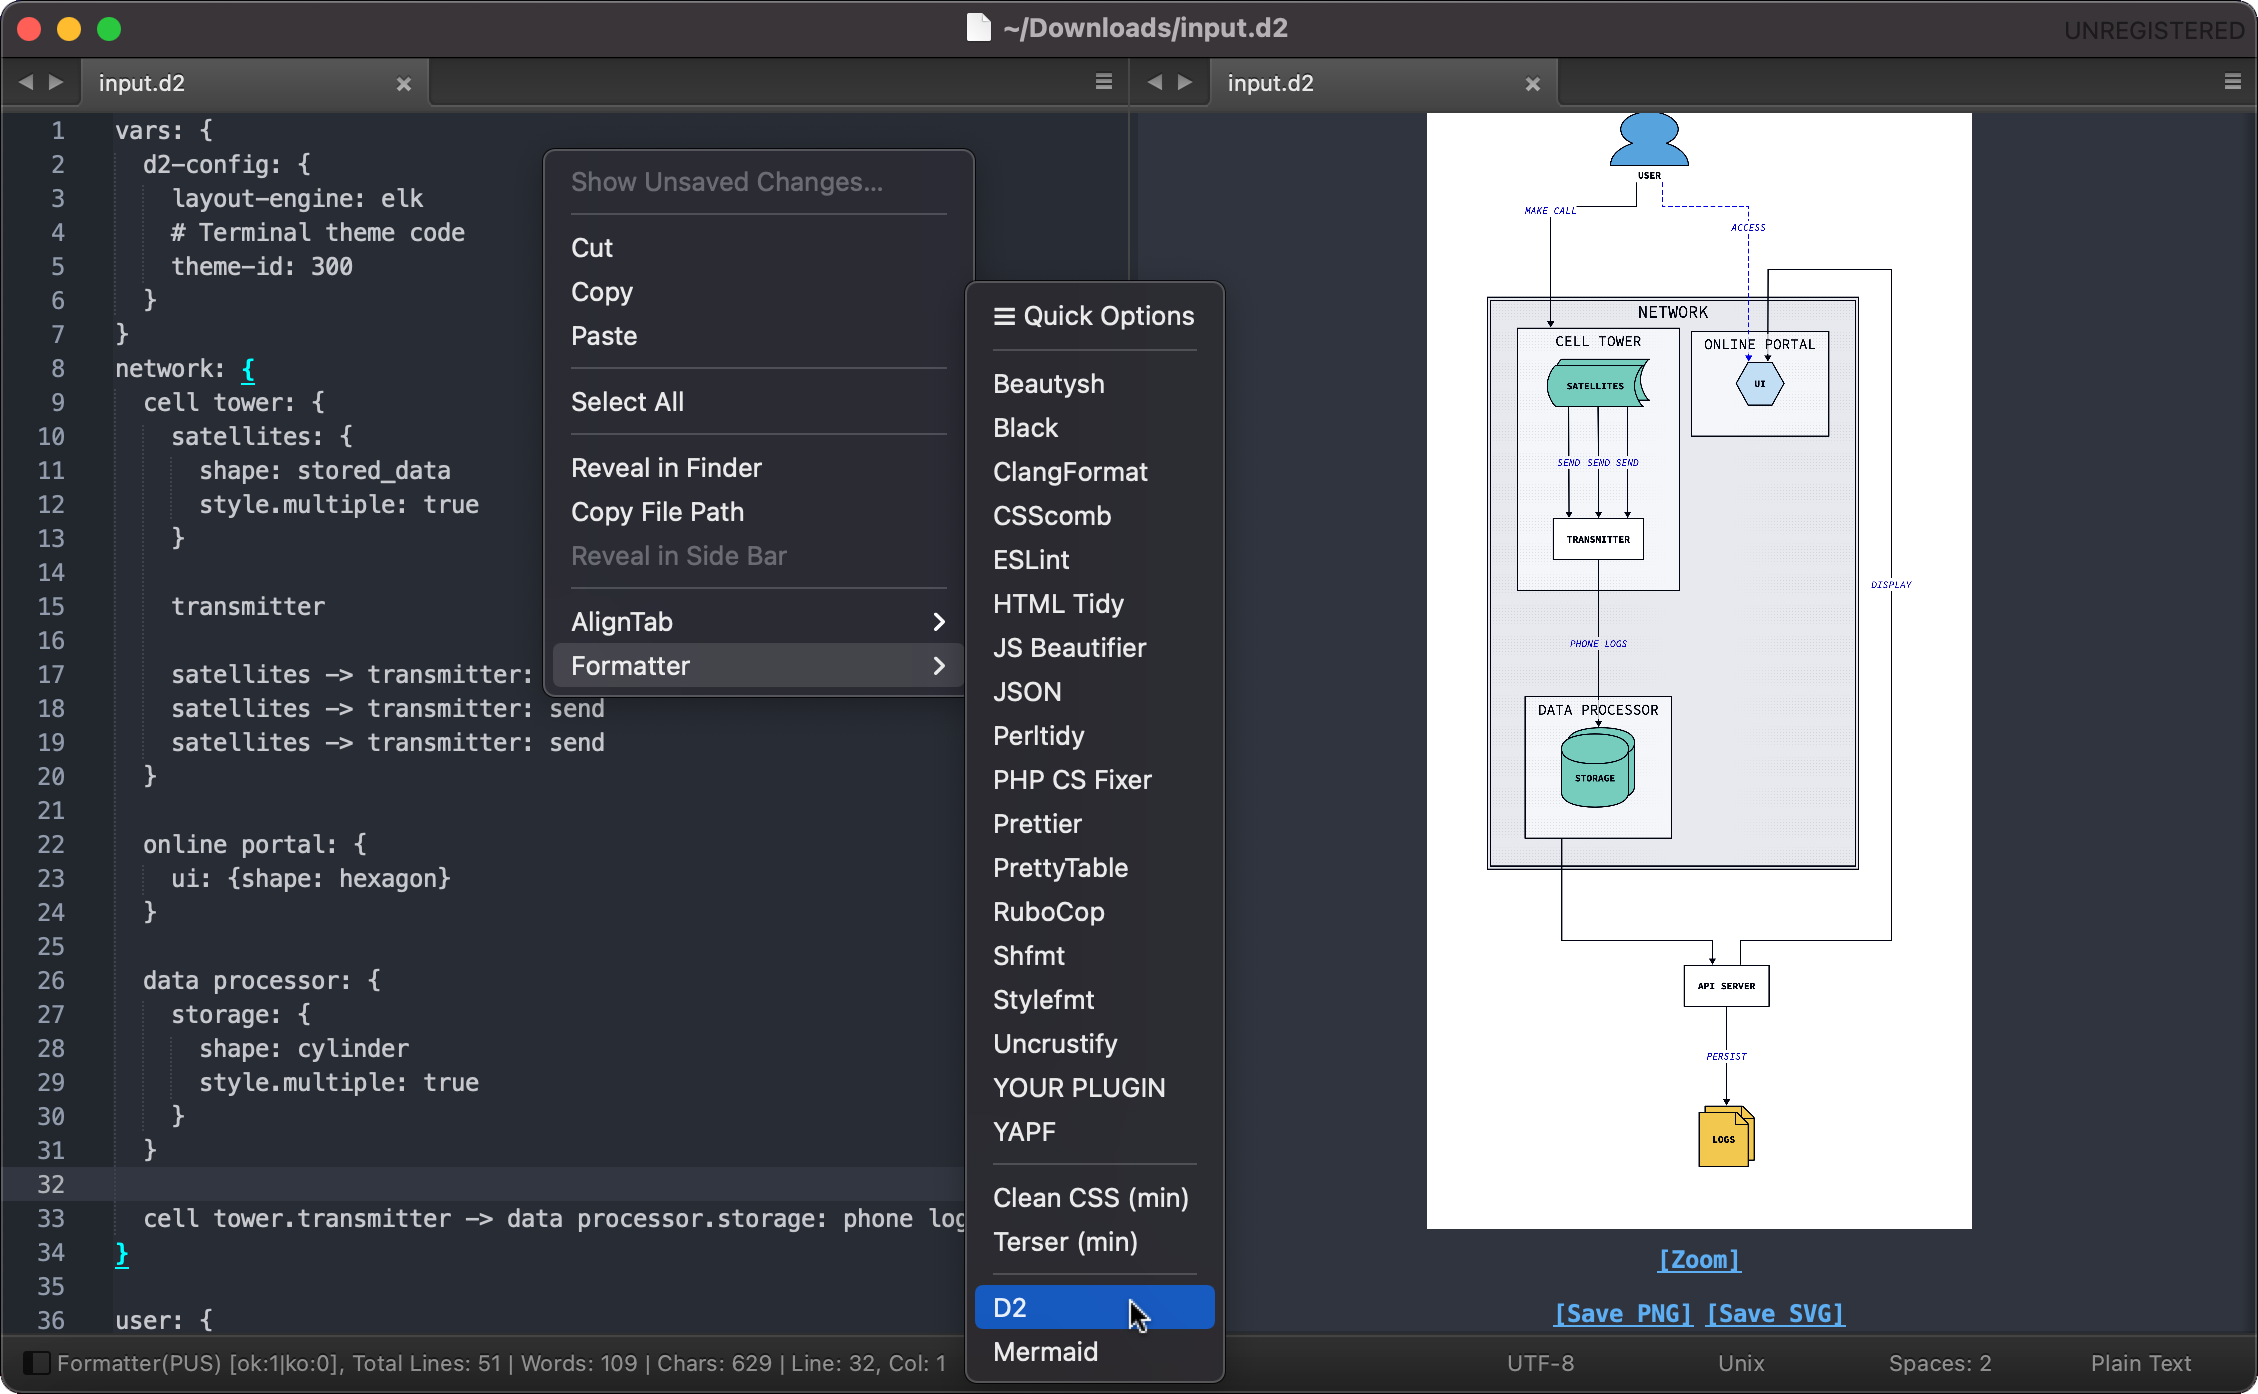 ~/Downloads/input.d2
UNREGISTERED
input.d2
input.d2
1 vars: {
2 d2-config: {
3 layout-engine: elk
4 # Terminal theme code
5 theme-id: 300
6 }
7 }
8 network: {
9 cell tower: {
10 satellites: {
11 shape: stored_data
12 style.multiple: true
13 }
14
15 transmitter
16
17 satellites -> transmitter:
18 satellites -> transmitter: send
19 satellites -> transmitter: send
20 }
21
22 online portal: {
23 ui: {shape: hexagon}
24 }
25
26 data processor: {
27 storage: {
28 shape: cylinder
29 style.multiple: true
30 }
31 }
32
33 cell tower.transmitter -> data processor.storage: phone log
34 }
35
36 user: {
Show Unsaved Changes...
Cut
Copy
Paste
Select All
Reveal in Finder
Copy File Path
Reveal in Side Bar
AlignTab
Formatter
Quick Options
Beautysh
Black
ClangFormat
CSScomb
ESLint
HTML Tidy
JS Beautifier
JSON
Perltidy
PHP CS Fixer
Prettier
PrettyTable
RuboCop
Shfmt
Stylefmt
Uncrustify
YOUR PLUGIN
YAPF
Clean CSS (min)
Terser (min)
D2
Mermaid
USER
MAKE CALL
ACCESS
NETWORK
CELL TOWER
ONLINE PORTAL
SATELLITES
UI
SEND SEND SEND
TRANSMITTER
DISPLAY
PHONE LOGS
DATA PROCESSOR
STORAGE
API SERVER
PERSIST
LOGS
[Zoom]
[Save PNG] [Save SVG]
Formatter(PUS) [ok:1|ko:0], Total Lines: 51 | Words: 109 | Chars: 629 | Line: 32, Col: 1
UTF-8
Unix
Spaces: 2
Plain Text